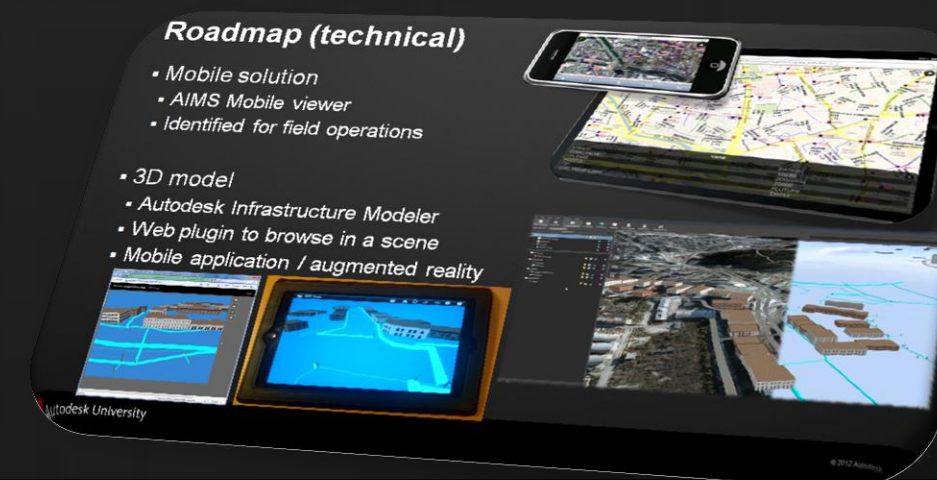 Roadmap (technical)
▪ Mobile solution
▪ AIMS Mobile viewer
▪ Identified for field operations
▪ 3D model
▪ Autodesk Infrastructure Modeler
▪ Web plugin to browse in a scene
▪ Mobile application / augmented reality
Autodesk University
© 2012 Autodesk